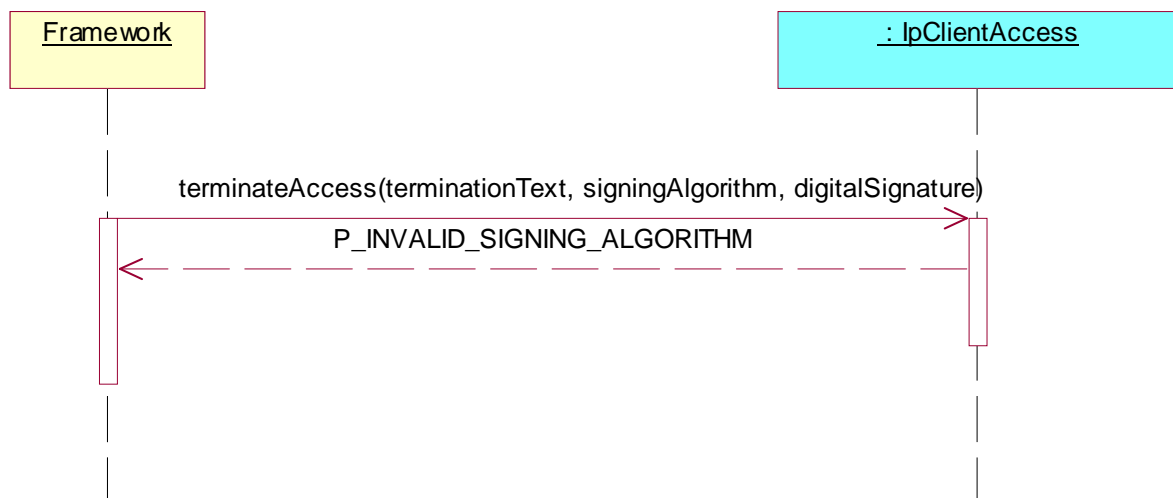 Framework
: IpClientAccess
terminateAccess(terminationText, signingAlgorithm, digitalSignature)
P_INVALID_SIGNING_ALGORITHM